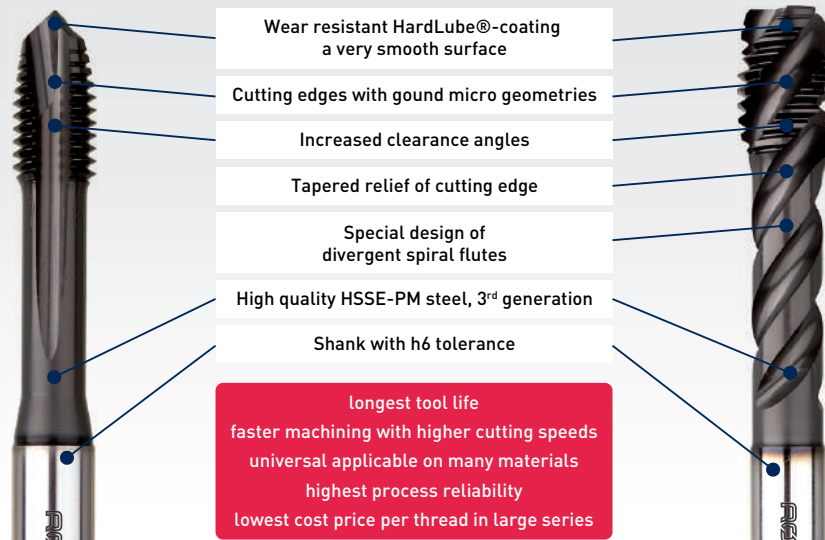 Wear resistant HardLube®-coating
a very smooth surface
Cutting edges with gound micro geometries
Increased clearance angles
Tapered relief of cutting edge
Special design of
divergent spiral flutes
High quality HSSE-PM steel, 3rd generation
Shank with h6 tolerance
longest tool life
faster machining with higher cutting speeds
universal applicable on many materials
highest process reliability
lowest cost price per thread in large series